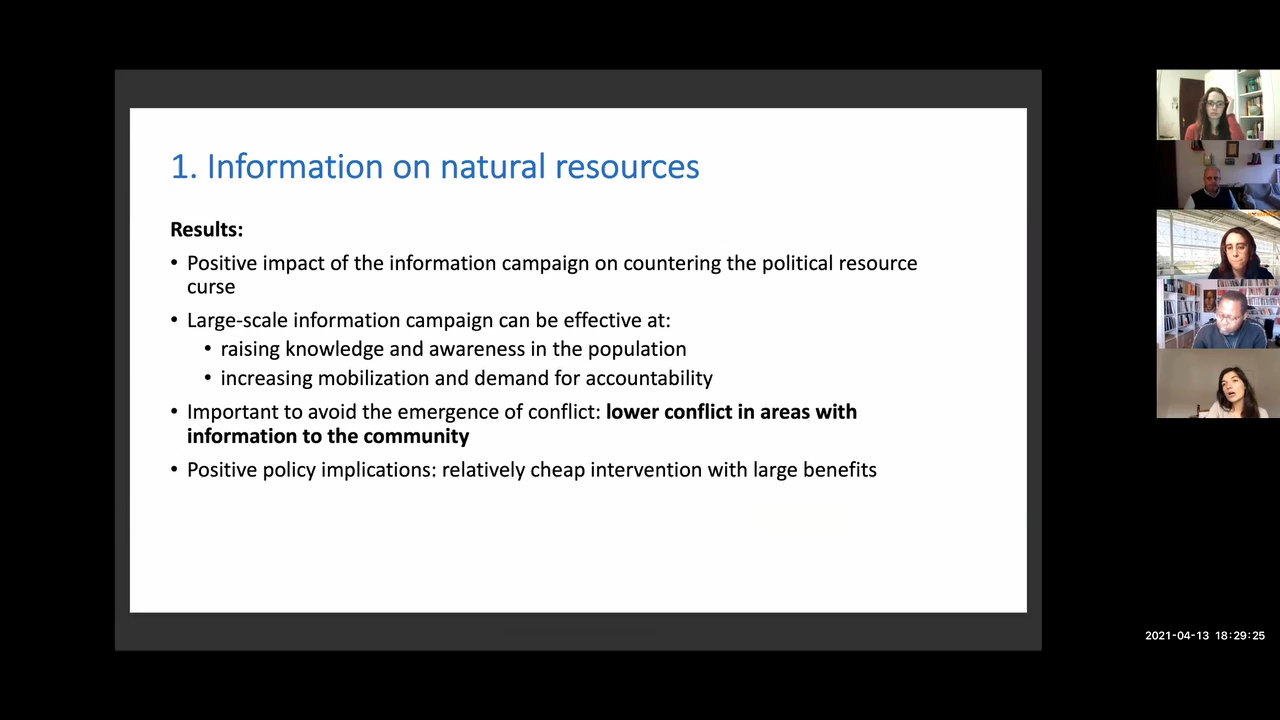 1. Information on natural resources
Results:
• Positive impact of the information campaign on countering the political resource
curse
• Large-scale information campaign can be effective at:
• raising knowledge and awareness in the population
• increasing mobilization and demand for accountability
• Important to avoid the emergence of conflict: lower conflict in areas with
information to the community
• Positive policy implications: relatively cheap intervention with large benefits
2021-04-13 18:29:25